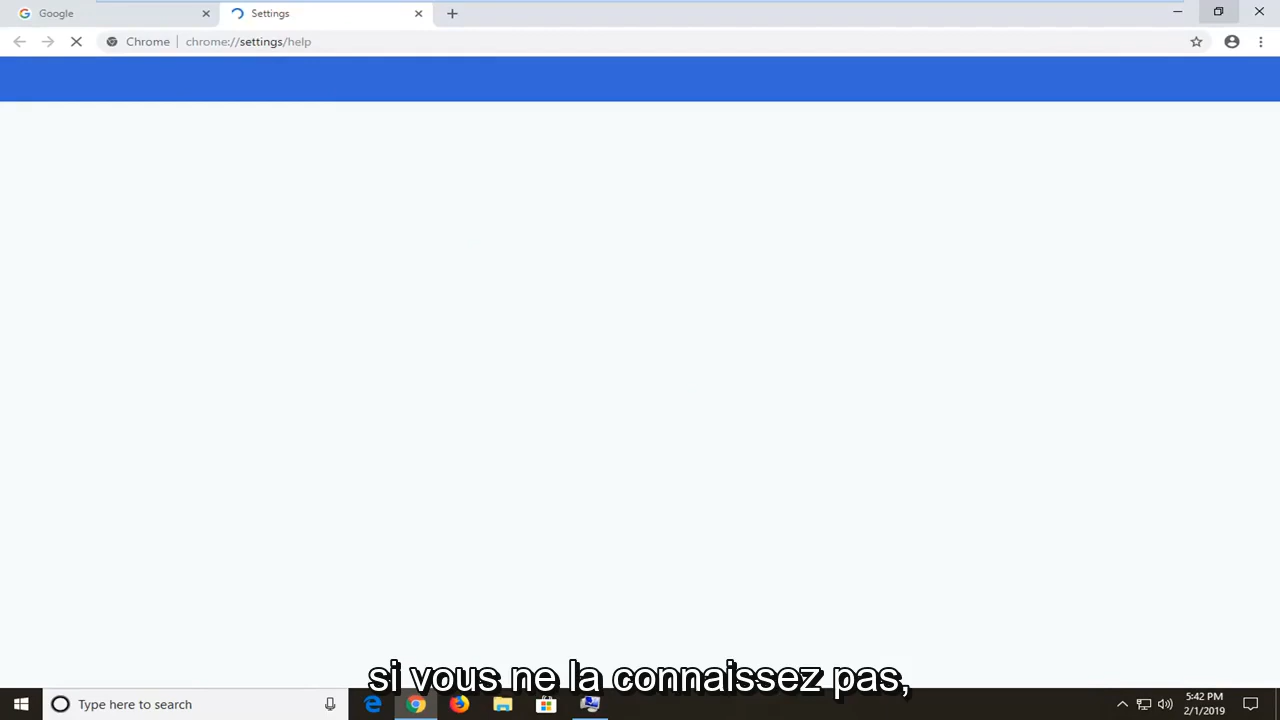 Google
Settings
Chrome
chrome://settings/help
si vous ne la connaissez pas,
Type here to search
5:42 PM
2/1/2019